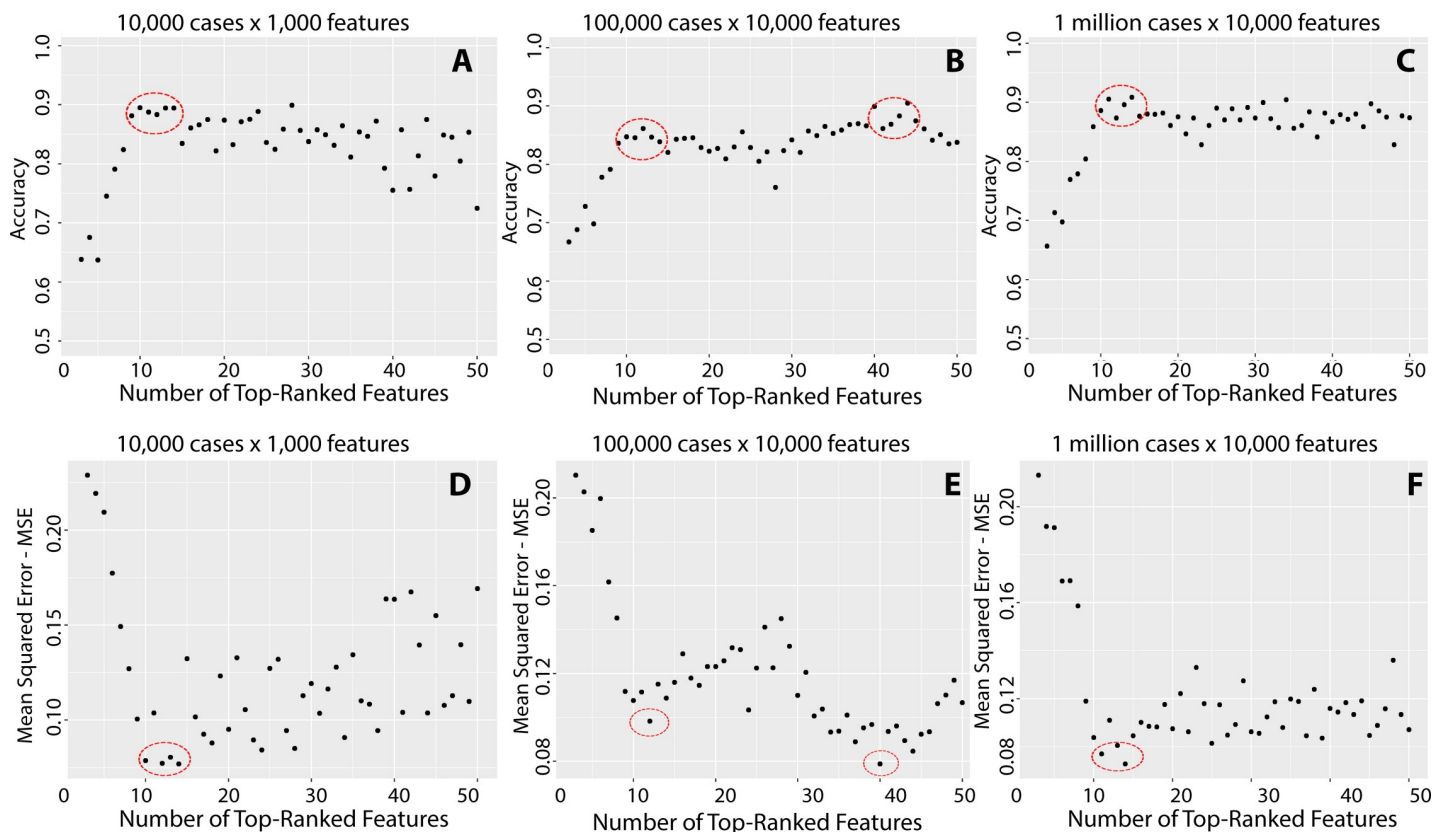 10,000 cases x 1,000 features
100,000 cases x 10,000 features
1 million cases x 10,000 features
A
B
C
Accuracy
1.0
0.9
0.8
0.7
0.6
0.5
Accuracy
1.0
0.9
0.8
0.7
0.6
0.5
Accuracy
1.0
0.9
0.8
0.7
0.6
0.5
0 10 20 30 40 50
0 10 20 30 40 50
0 10 20 30 40 50
Number of Top-Ranked Features
Number of Top-Ranked Features
Number of Top-Ranked Features
10,000 cases x 1,000 features
100,000 cases x 10,000 features
1 million cases x 10,000 features
D
E
F
Mean Squared Error - MSE
0.20
0.15
0.10
Mean Squared Error - MSE
0.20
0.16
0.12
0.08
Mean Squared Error - MSE
0.20
0.16
0.12
0.08
0 10 20 30 40 50
0 10 20 30 40 50
0 10 20 30 40 50
Number of Top-Ranked Features
Number of Top-Ranked Features
Number of Top-Ranked Features